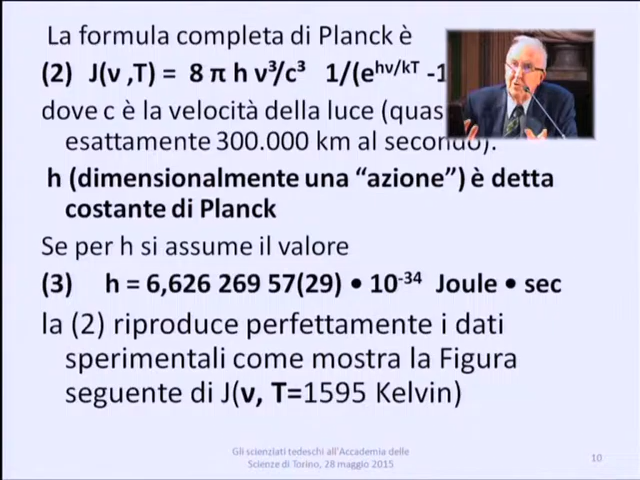 La formula completa di Planck è
(2) J(ν ,T) = 8 π h ν³/c³ 1/(e^hν/kT -1
dove c è la velocità della luce (quas
esattamente 300.000 km al secondo).
h (dimensionalmente una “azione”) è detta
costante di Planck
Se per h si assume il valore
(3) h = 6,626 269 57(29) • 10^-34 Joule • sec
la (2) riproduce perfettamente i dati
sperimentali come mostra la Figura
seguente di J(ν, T=1595 Kelvin)
Gli scienziati tedeschi all'Accademia delle
Scienze di Torino, 28 maggio 2015
10